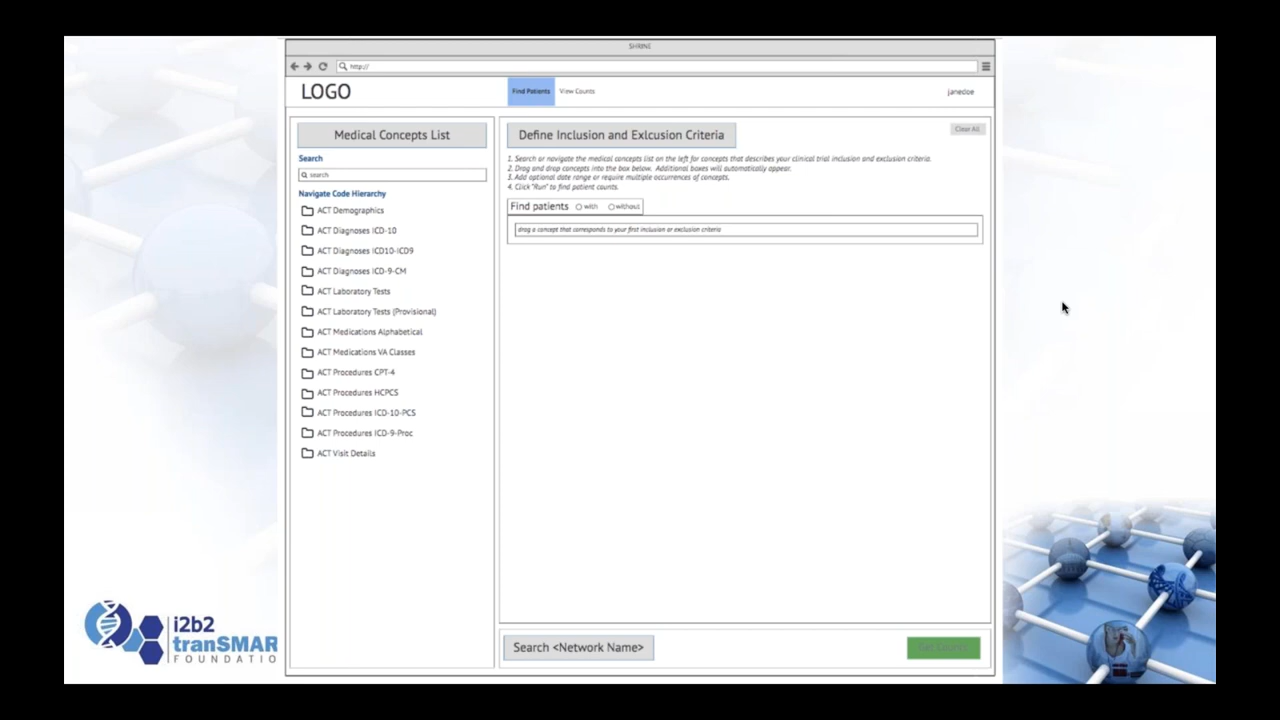 SHRINE
http://
LOGO
Find Patients
View Counts
janedoe
Medical Concepts List
Search
search
Navigate Code Hierarchy
ACT Demographics
ACT Diagnoses ICD-10
ACT Diagnoses ICD10-ICD9
ACT Diagnoses ICD-9-CM
ACT Laboratory Tests
ACT Laboratory Tests (Provisional)
ACT Medications Alphabetical
ACT Medications VA Classes
ACT Procedures CPT-4
ACT Procedures HCPCS
ACT Procedures ICD-10-PCS
ACT Procedures ICD-9-Proc
ACT Visit Details
Define Inclusion and Exlcusion Criteria
Clear All
1. Search or navigate the medical concepts list on the left for concepts that describes your clinical trial inclusion and exclusion criteria.
2. Drag and drop concepts into the box below. Additional boxes will automatically appear.
3. Add optional date range or require multiple occurrences of concepts.
4. Click "Run" to find patient counts.
Find patients with without
drag a concept that corresponds to your first inclusion or exclusion criteria
Search <Network Name>
Get Counts
i2b2
tranSMAR
FOUNDATIO